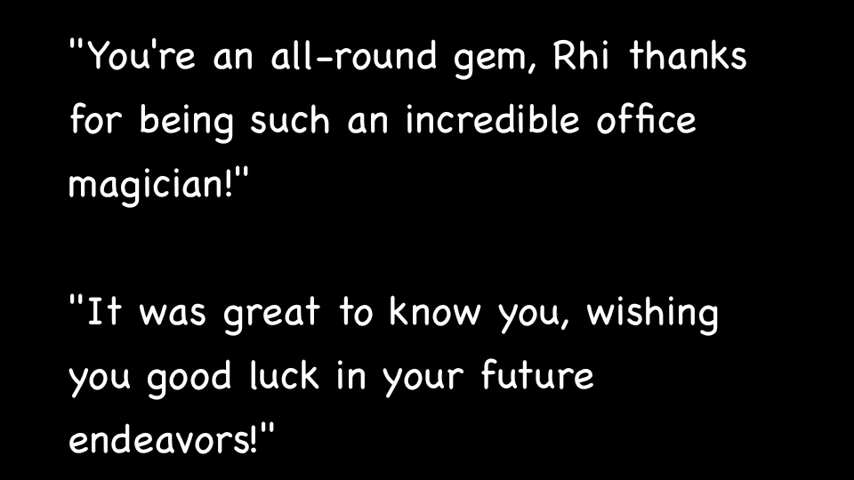 "You're an all-round gem, Rhi thanks
for being such an incredible office
magician!"
"It was great to know you, wishing
you good luck in your future
endeavors!"